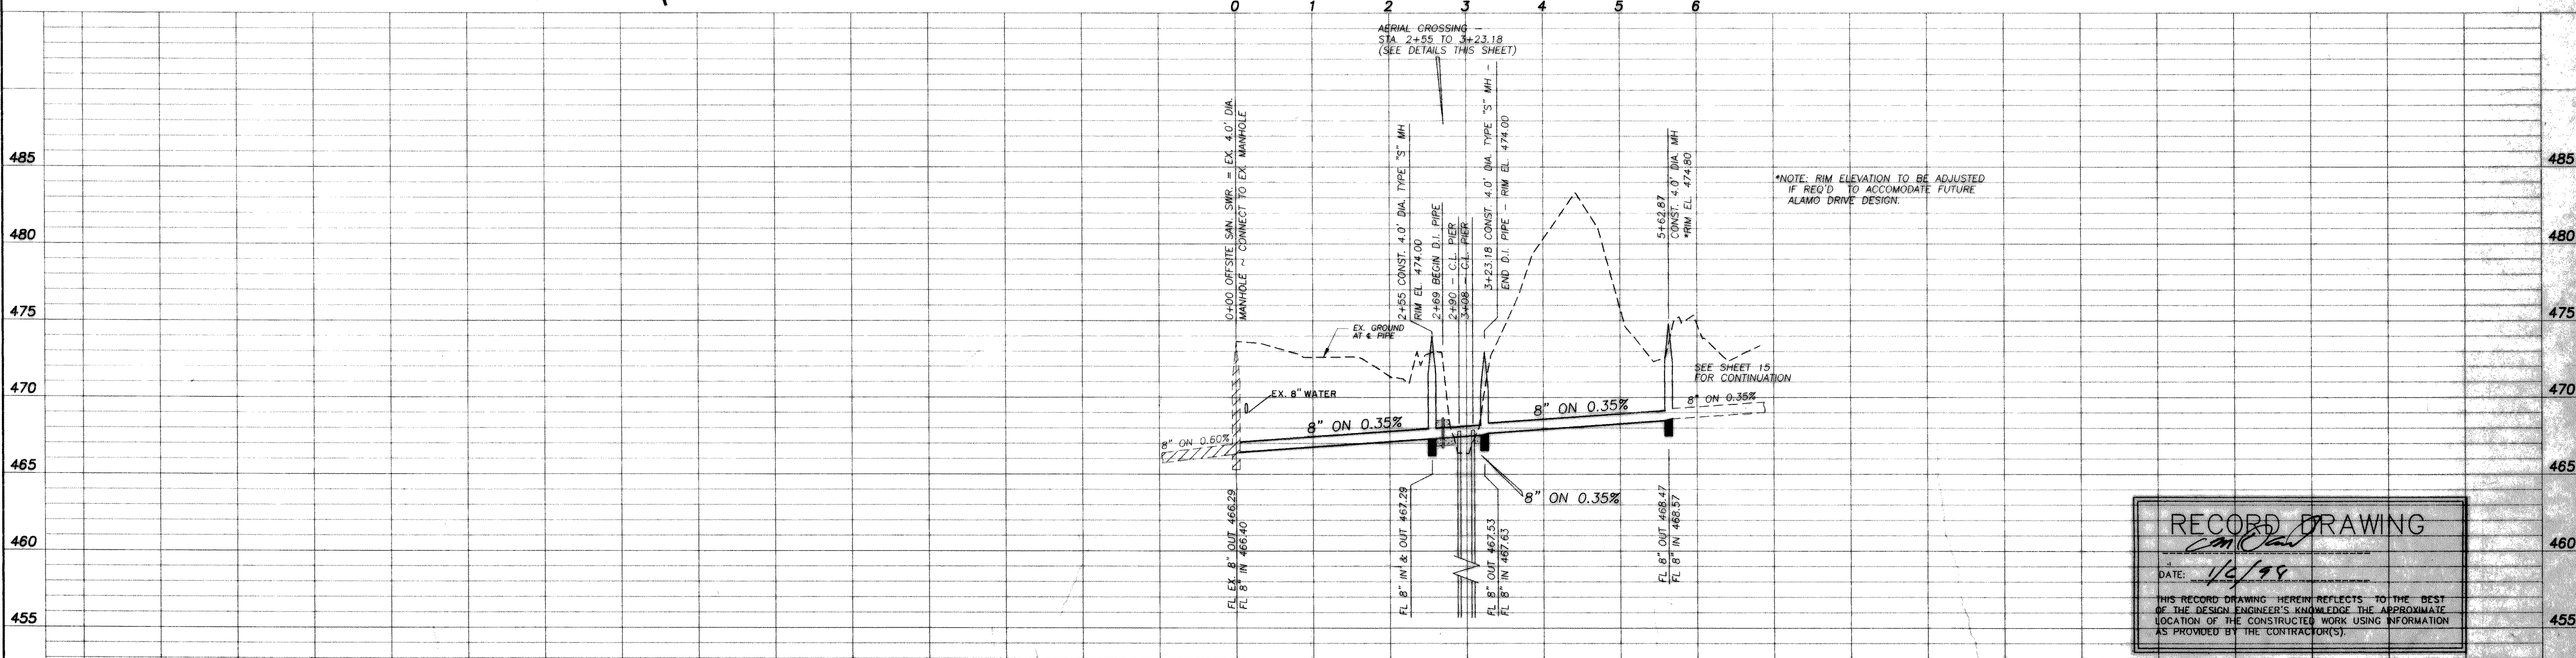 0 1 2 3 4 5 6
AERIAL CROSSING -
STA. 2+55 TO 3+23.18
(SEE DETAILS THIS SHEET)
0+00 OFFSITE SAN. SWR. = EX. 4.0' DIA.
MANHOLE ~ CONNECT TO EX. MANHOLE
2+55 CONST. 4.0' DIA. TYPE "S" MH
RIM EL. 474.00
2+69 BEGIN D.I. PIPE
2+90 - C.L. PIER
3+08 - C.L. PIER
3+23.18 CONST. 4.0' DIA. TYPE "S" MH -
END D.I. PIPE - RIM EL. 474.00
5+62.87
CONST. 4.0' DIA. MH
*RIM EL. 474.80
*NOTE: RIM ELEVATION TO BE ADJUSTED
IF REQ'D TO ACCOMODATE FUTURE
ALAMO DRIVE DESIGN.
485 485
480 480
475 475
470 470
465 465
460 460
455 455
EX. GROUND
AT ℄ PIPE
EX. 8" WATER
SEE SHEET 15
FOR CONTINUATION
8" ON 0.60%
8" ON 0.35%
8" ON 0.35%
8" ON 0.35%
8" ON 0.35%
FL EX. 8" OUT 466.29
FL 8" IN 466.40
FL 8" IN & OUT 467.29
FL 8" OUT 467.53
FL 8" IN 467.63
FL 8" OUT 468.47
FL 8" IN 468.57
RECORD DRAWING
DATE:
THIS RECORD DRAWING HEREIN REFLECTS TO THE BEST
OF THE DESIGN ENGINEER'S KNOWLEDGE THE APPROXIMATE
LOCATION OF THE CONSTRUCTED WORK USING INFORMATION
AS PROVIDED BY THE CONTRACTOR(S).